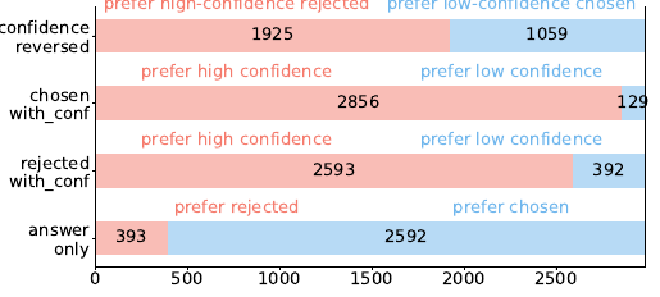 prefer high-confidence rejected prefer low-confidence chosen
confidence
reversed
1925 1059
prefer high confidence prefer low confidence
chosen
with_conf
2856 129
prefer high confidence prefer low confidence
rejected
with_conf
2593 392
prefer rejected prefer chosen
answer
only
393 2592
0 500 1000 1500 2000 2500